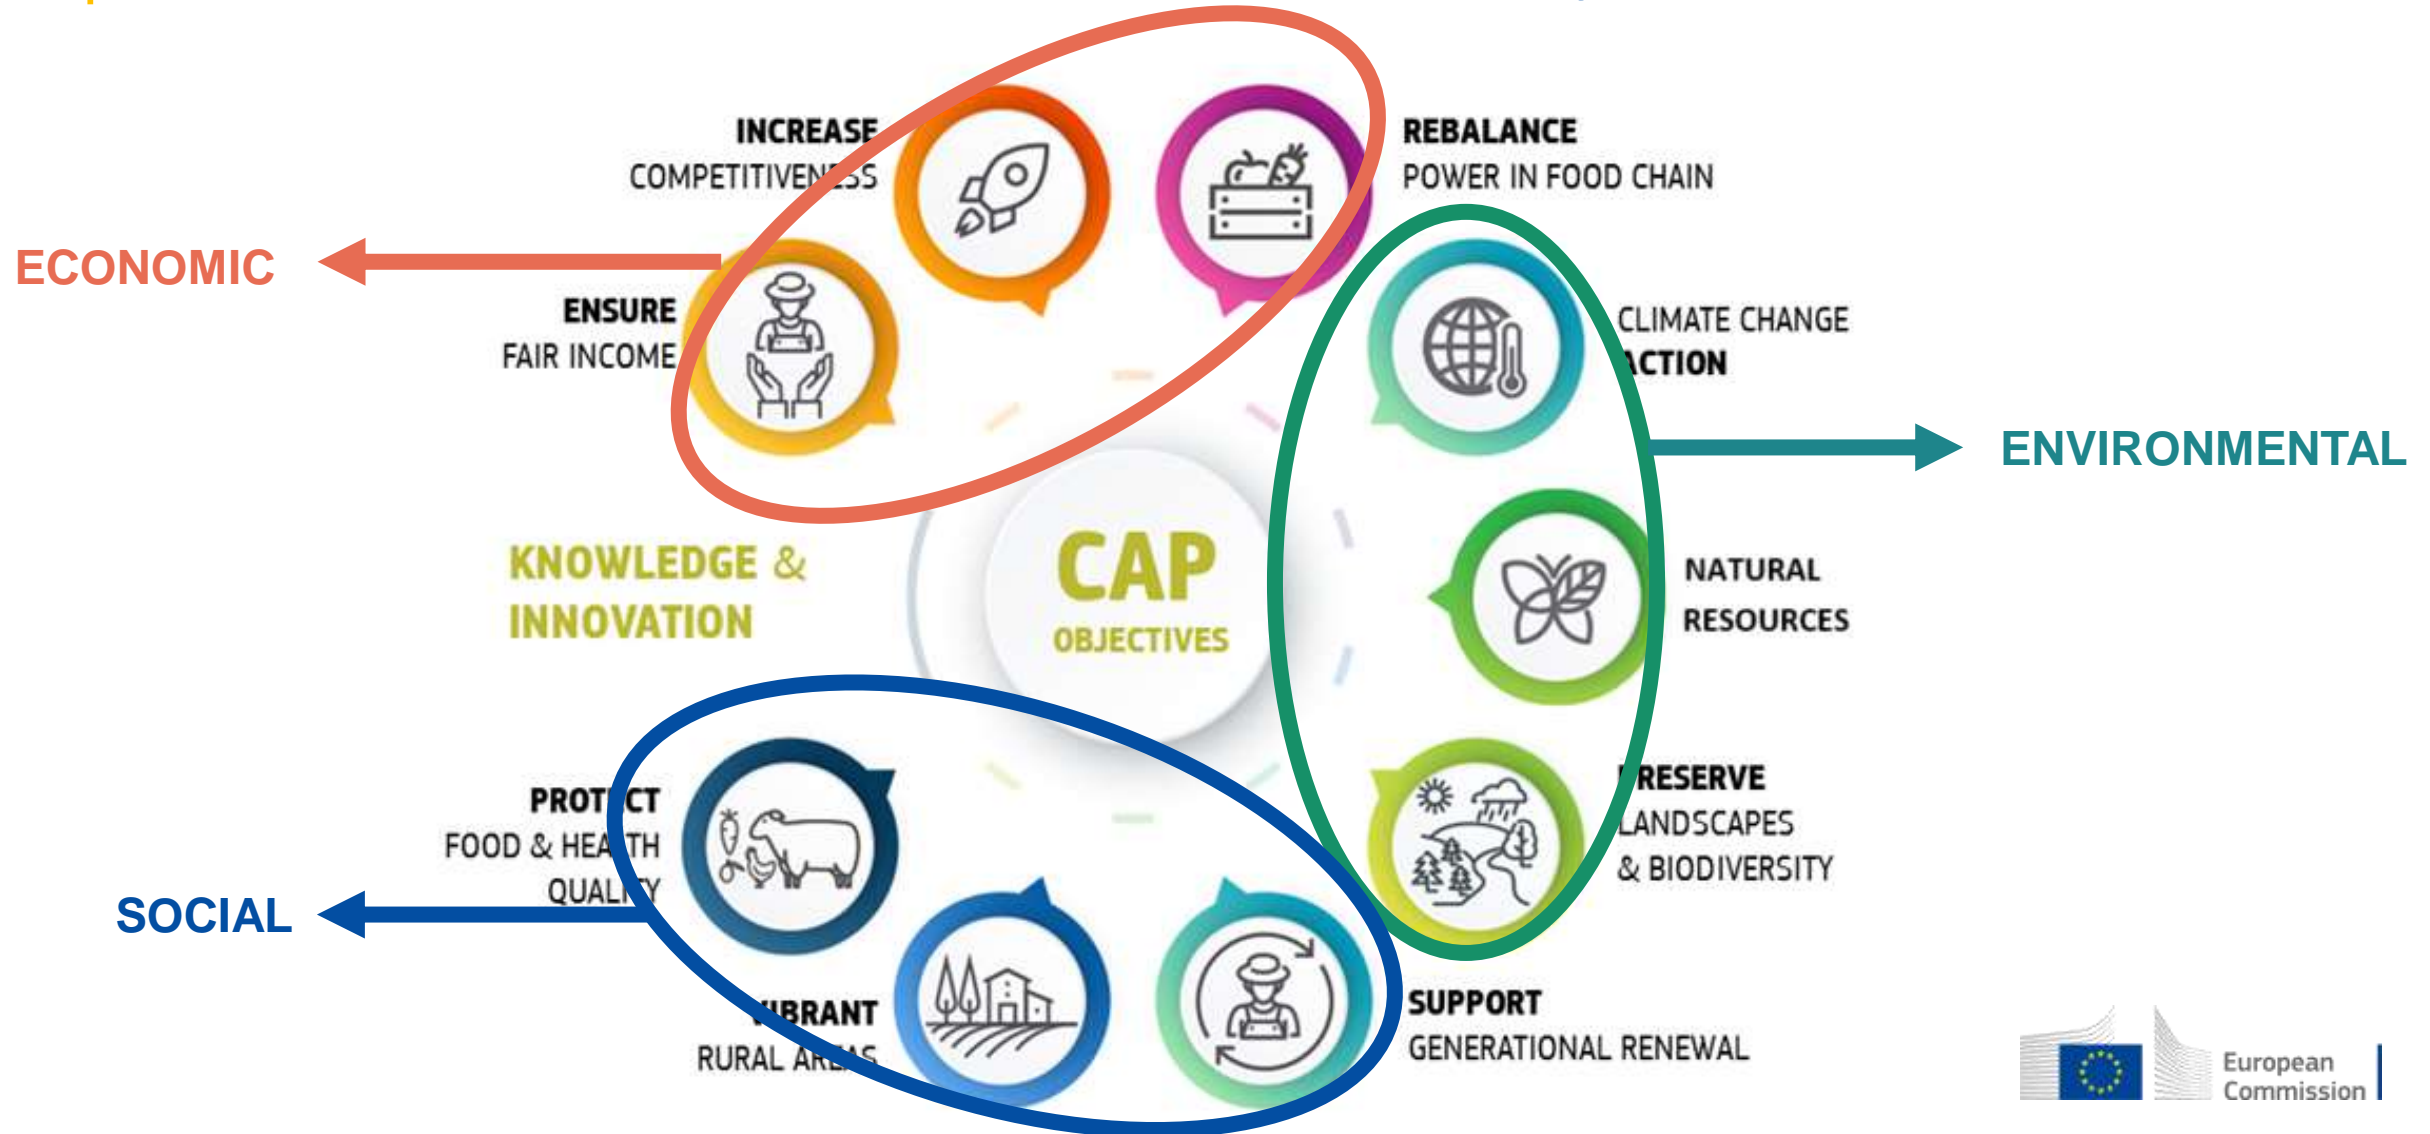 INCREASE
COMPETITIVENESS
REBALANCE
POWER IN FOOD CHAIN
ECONOMIC
ENSURE
FAIR INCOME
CLIMATE CHANGE
ACTION
ENVIRONMENTAL
KNOWLEDGE &
INNOVATION
CAP
OBJECTIVES
NATURAL
RESOURCES
PROTECT
FOOD & HEALTH
QUALITY
PRESERVE
LANDSCAPES
& BIODIVERSITY
SOCIAL
VIBRANT
RURAL AREAS
SUPPORT
GENERATIONAL RENEWAL
European
Commission